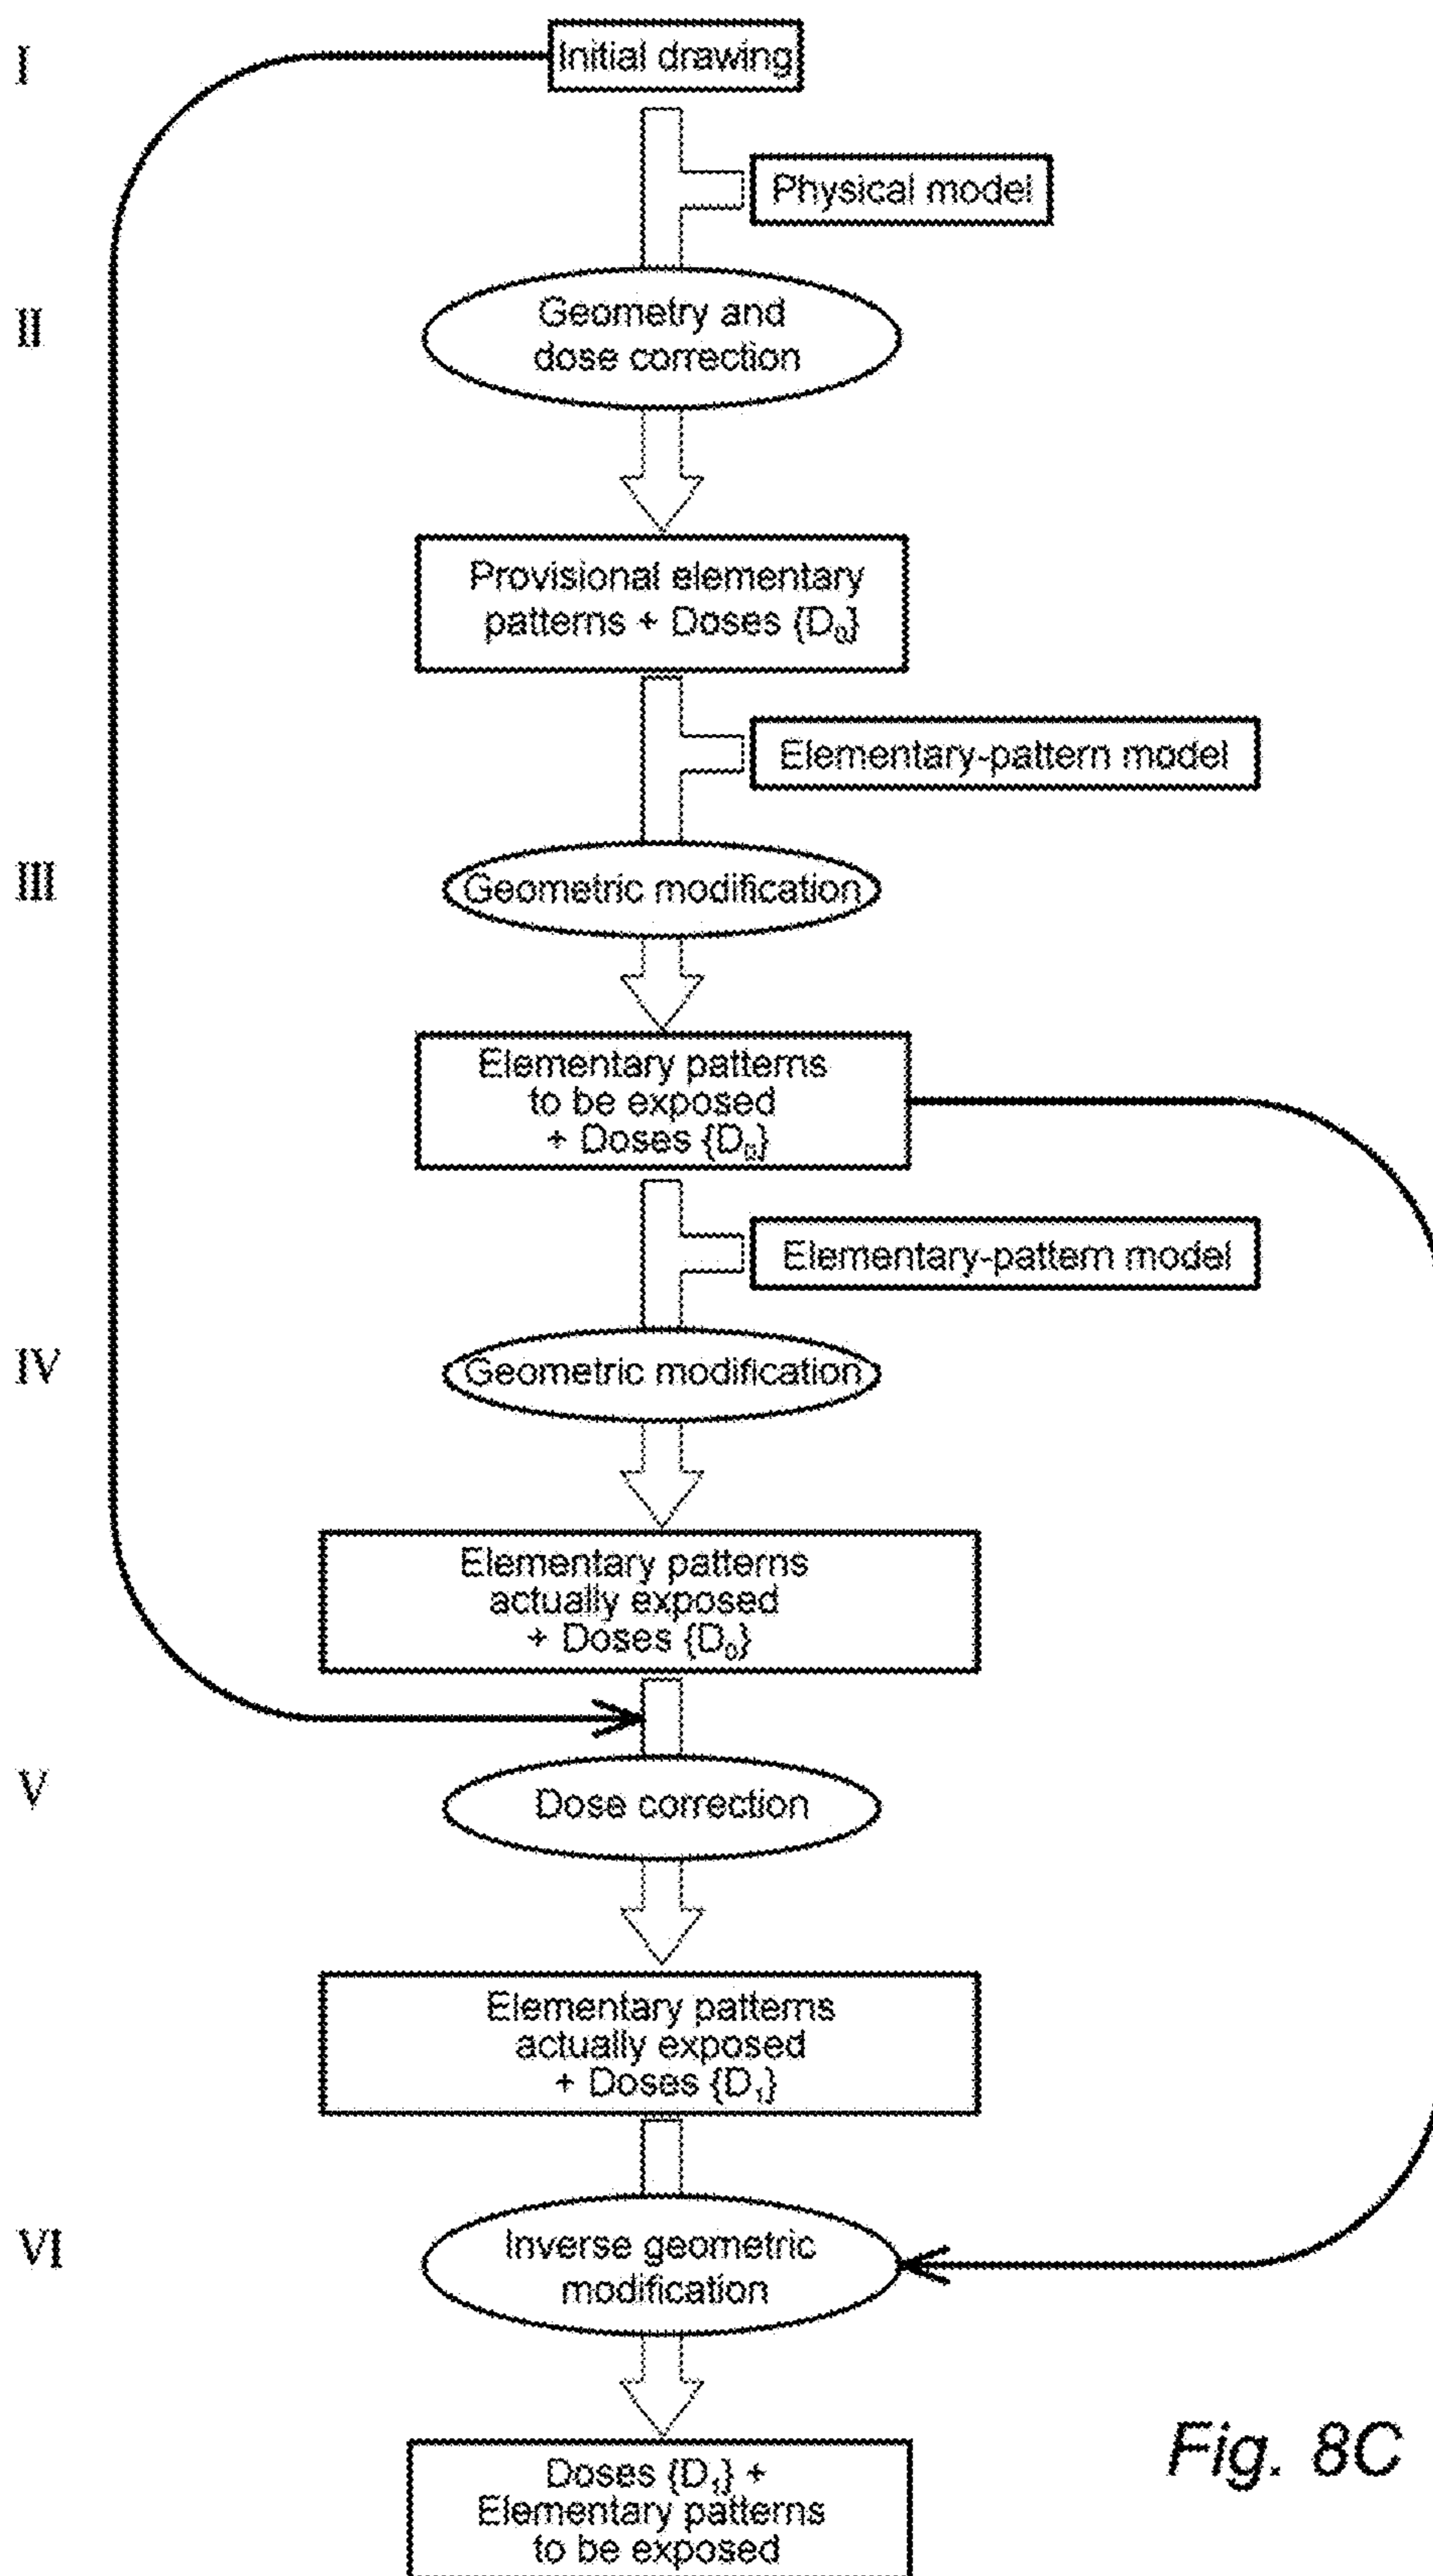 I
Initial drawing
Physical model
II
Geometry and
dose correction
Provisional elementary
patterns + Doses {D₀}
Elementary-pattern model
III
Geometric modification
Elementary patterns
to be exposed
+ Doses {D₀}
Elementary-pattern model
IV
Geometric modification
Elementary patterns
actually exposed
+ Doses {D₀}
V
Dose correction
Elementary patterns
actually exposed
+ Doses {D₁}
VI
Inverse geometric
modification
Fig. 8C
Doses {D₁} +
Elementary patterns
to be exposed